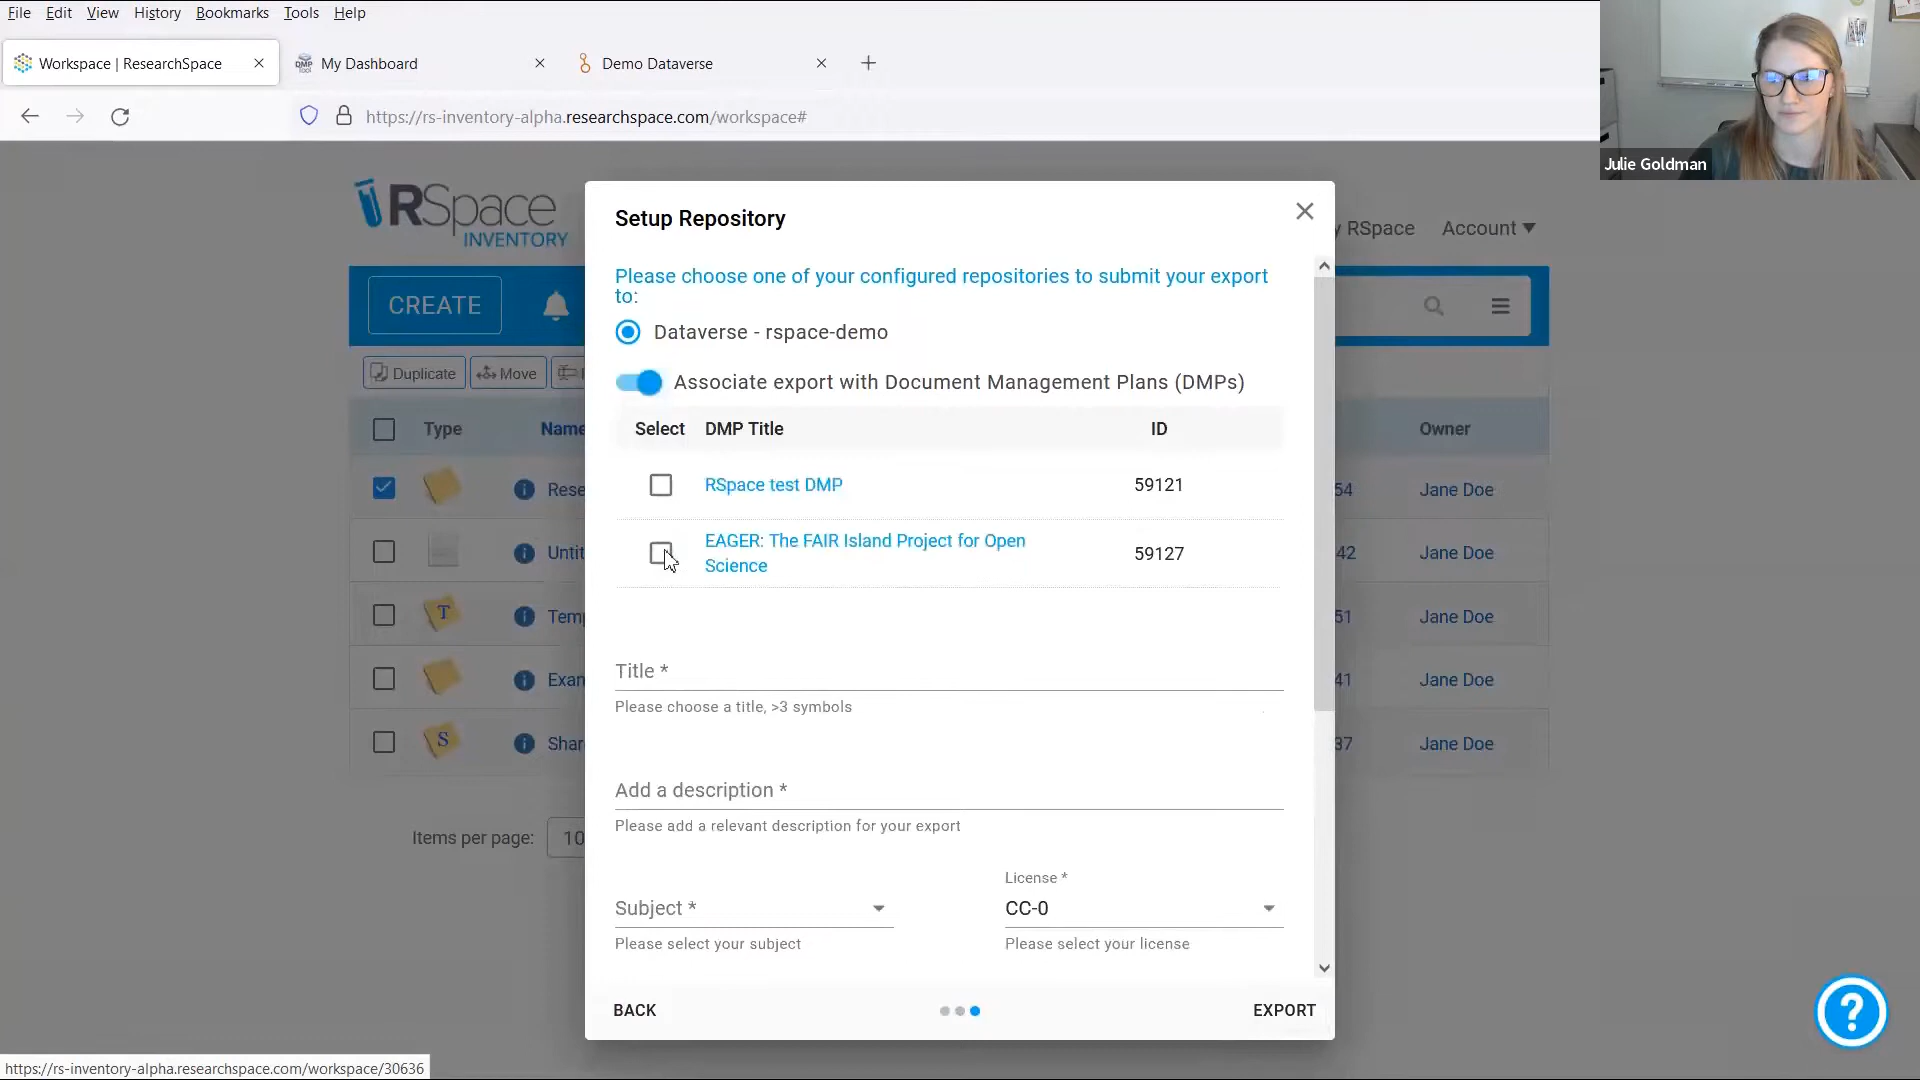 File Edit View History Bookmarks Tools Help
Workspace | ResearchSpace
DMP
My Dashboard
Demo Dataverse
https://rs-inventory-alpha.researchspace.com/workspace#
Julie Goldman
RSpace
INVENTORY
RSpace
Account
CREATE
Duplicate
Move
Type
Name
Owner
Rese
54
Jane Doe
Unti
42
Jane Doe
T
Temp
51
Jane Doe
Exam
41
Jane Doe
S
Shar
37
Jane Doe
Items per page: 10
Setup Repository
Please choose one of your configured repositories to submit your export
to:
Dataverse - rspace-demo
Associate export with Document Management Plans (DMPs)
Select DMP Title ID
RSpace test DMP 59121
EAGER: The FAIR Island Project for Open
Science
59127
Title *
Please choose a title, >3 symbols
Add a description *
Please add a relevant description for your export
License *
Subject *
CC-0
Please select your subject
Please select your license
BACK
EXPORT
?
https://rs-inventory-alpha.researchspace.com/workspace/30636